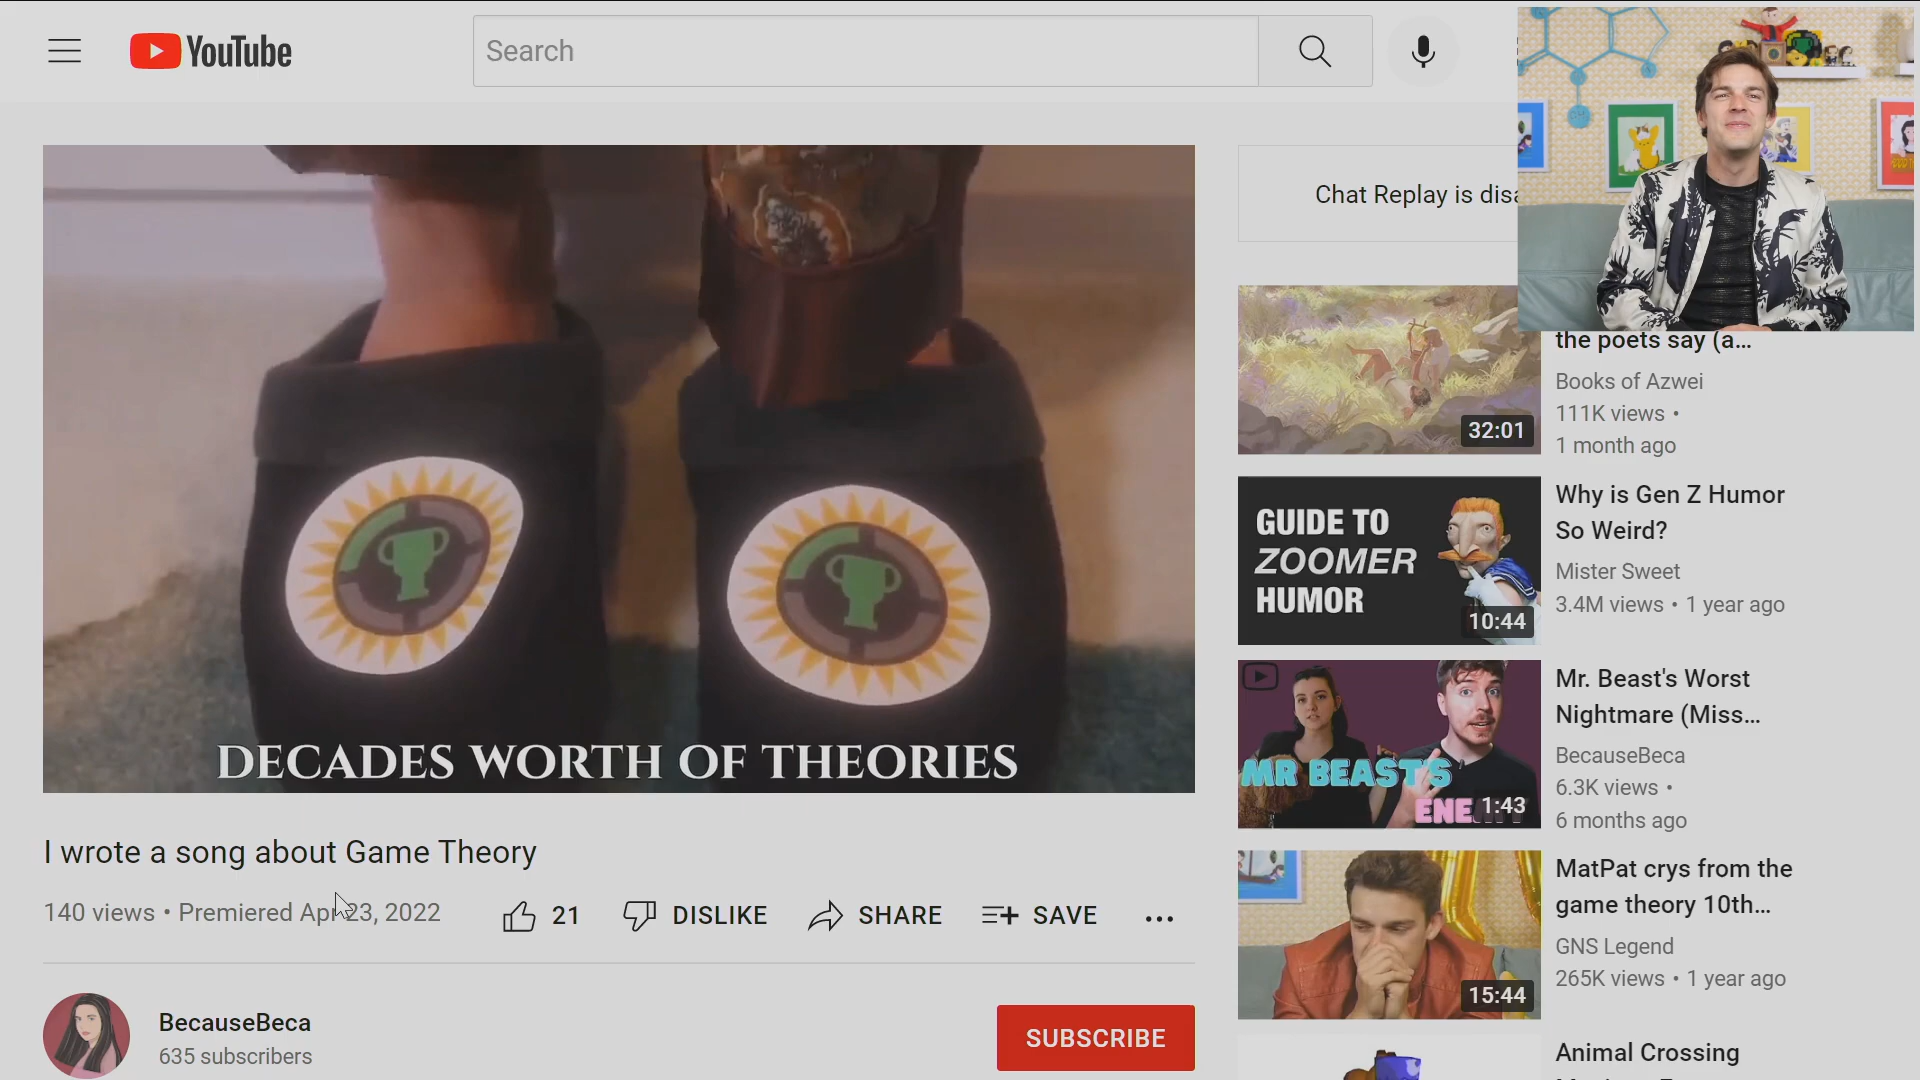 YouTube
Search
Chat Replay is disa
DECADES WORTH OF THEORIES
I wrote a song about Game Theory
140 views • Premiered Apr 23, 2022
21
DISLIKE
SHARE
SAVE
BecauseBeca
635 subscribers
SUBSCRIBE
32:01
the poets say (a...
Books of Azwei
111K views •
1 month ago
GUIDE TO
ZOOMER
HUMOR
10:44
Why is Gen Z Humor
So Weird?
Mister Sweet
3.4M views • 1 year ago
MR BEAST'S
ENEMY
1:43
Mr. Beast's Worst
Nightmare (Miss...
BecauseBeca
6.3K views •
6 months ago
15:44
MatPat crys from the
game theory 10th...
GNS Legend
265K views • 1 year ago
Animal Crossing